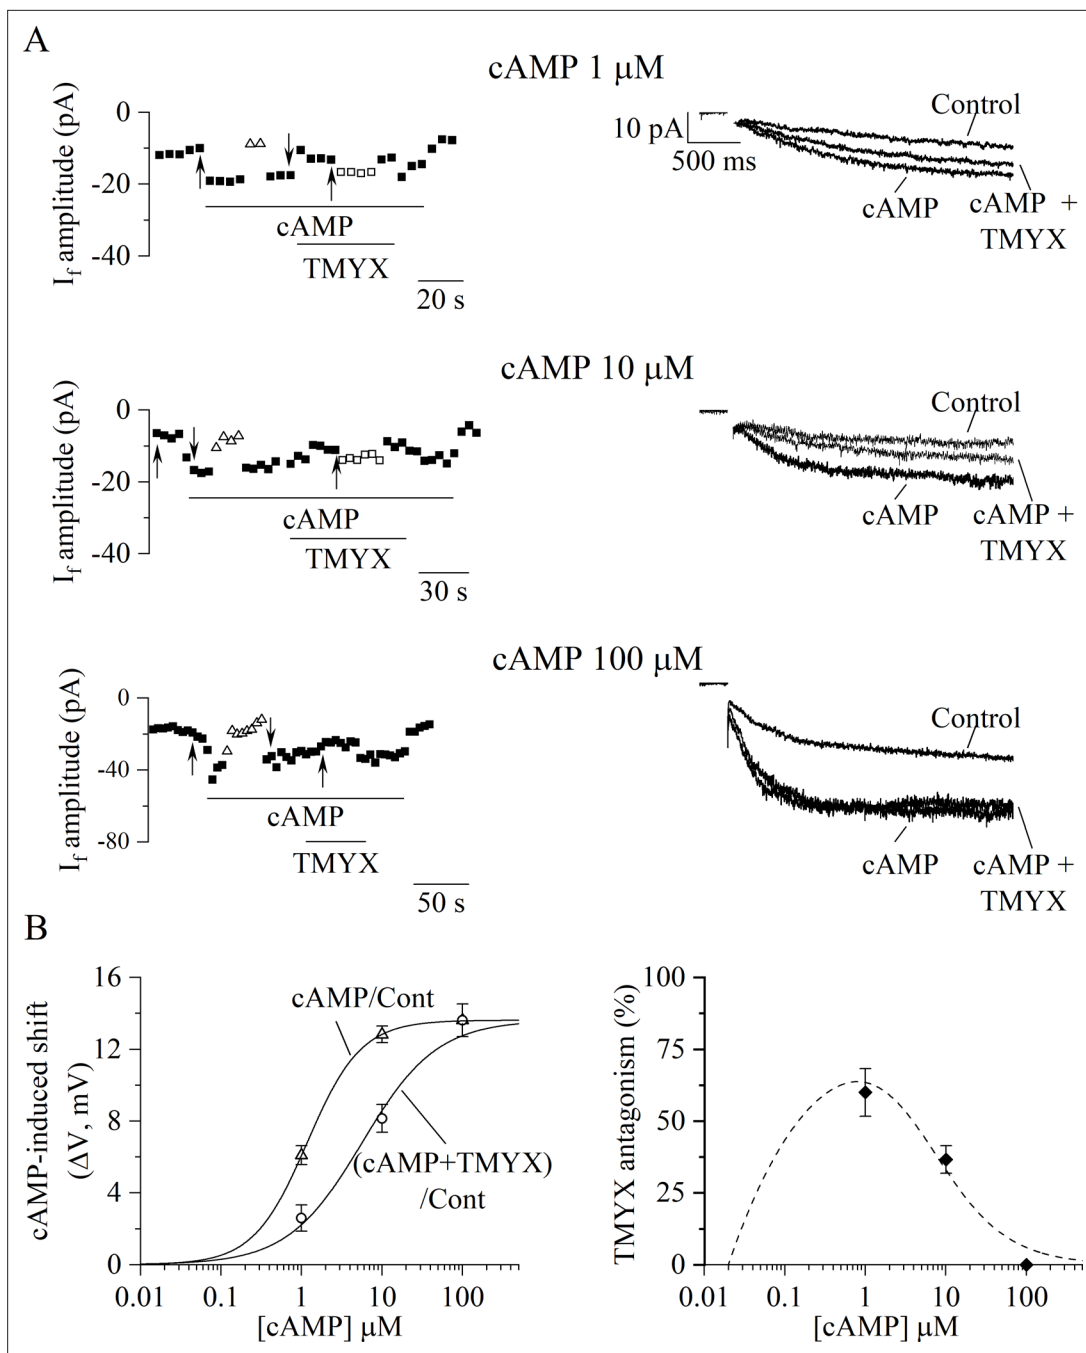 A
cAMP 1 μM
I_f amplitude (pA)
0
-20
-40
cAMP
TMYX
20 s
10 pA
500 ms
Control
cAMP
cAMP +
TMYX
cAMP 10 μM
I_f amplitude (pA)
0
-20
-40
cAMP
TMYX
30 s
Control
cAMP
cAMP +
TMYX
cAMP 100 μM
I_f amplitude (pA)
0
-40
-80
cAMP
TMYX
50 s
Control
cAMP
cAMP +
TMYX
B
cAMP-induced shift
(ΔV, mV)
16
12
8
4
0
cAMP/Cont
(cAMP+TMYX)
/Cont
0.01 0.1 1 10 100
[cAMP] μM
TMYX antagonism (%)
100
75
50
25
0
0.01 0.1 1 10 100
[cAMP] μM